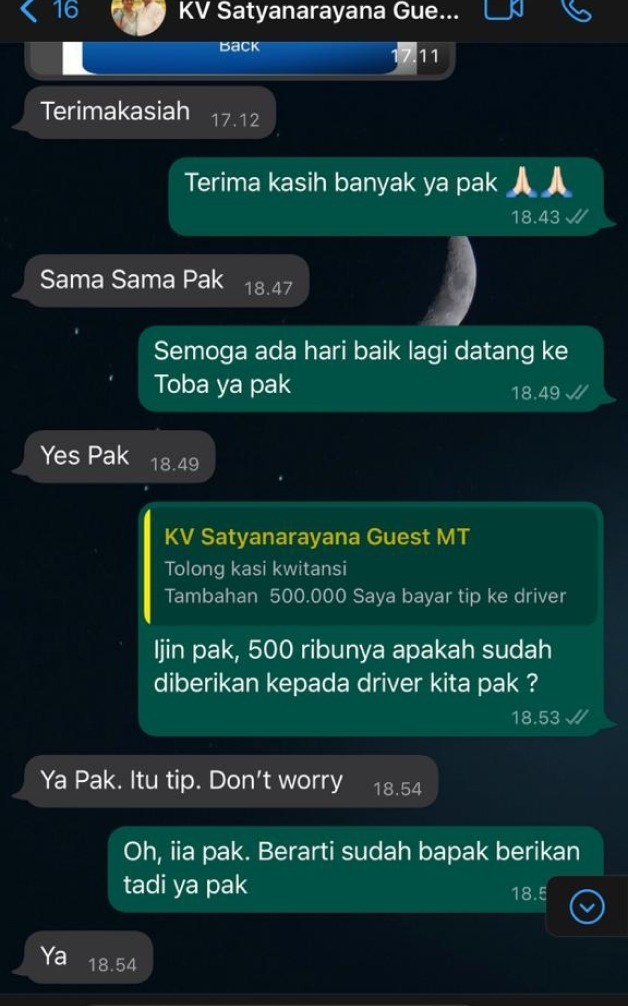 16
KV Satyanarayana Gue...
Back
17.11
Terimakasiah 17.12
Terima kasih banyak ya pak 🙏🏻🙏🏻
18.43
Sama Sama Pak 18.47
Semoga ada hari baik lagi datang ke
Toba ya pak
18.49
Yes Pak 18.49
KV Satyanarayana Guest MT
Tolong kasi kwitansi
Tambahan 500.000 Saya bayar tip ke driver
Ijin pak, 500 ribunya apakah sudah
diberikan kepada driver kita pak ?
18.53
Ya Pak. Itu tip. Don’t worry 18.54
Oh, iia pak. Berarti sudah bapak berikan
tadi ya pak
18.5
Ya 18.54